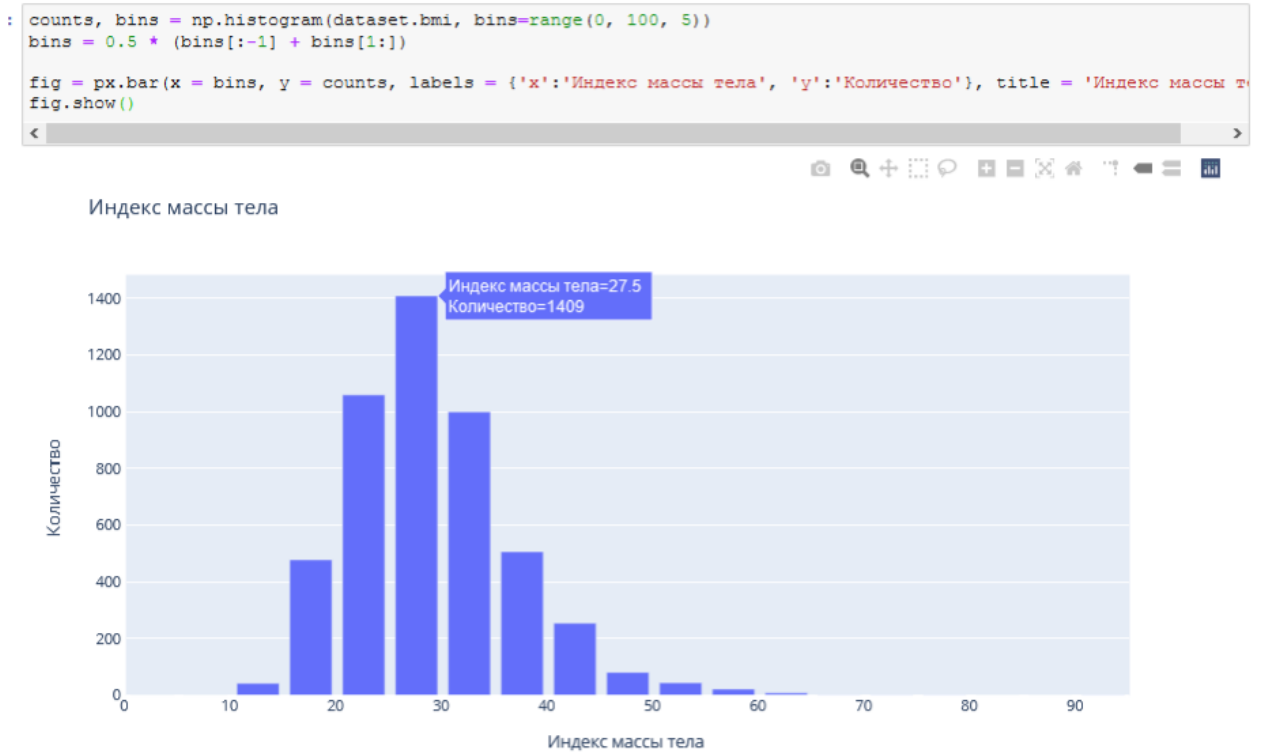 : counts, bins = np.histogram(dataset.bmi, bins=range(0, 100, 5))
bins = 0.5 * (bins[:-1] + bins[1:])
fig = px.bar(x = bins, y = counts, labels = {'x':'Индекс массы тела', 'y':'Количество'}, title = 'Индекс массы
fig.show()
Индекс массы тела
Индекс массы тела=27.5
Количество=1409
1400
1200
1000
800
600
400
200
0
Количество
0 10 20 30 40 50 60 70 80 90
Индекс массы тела